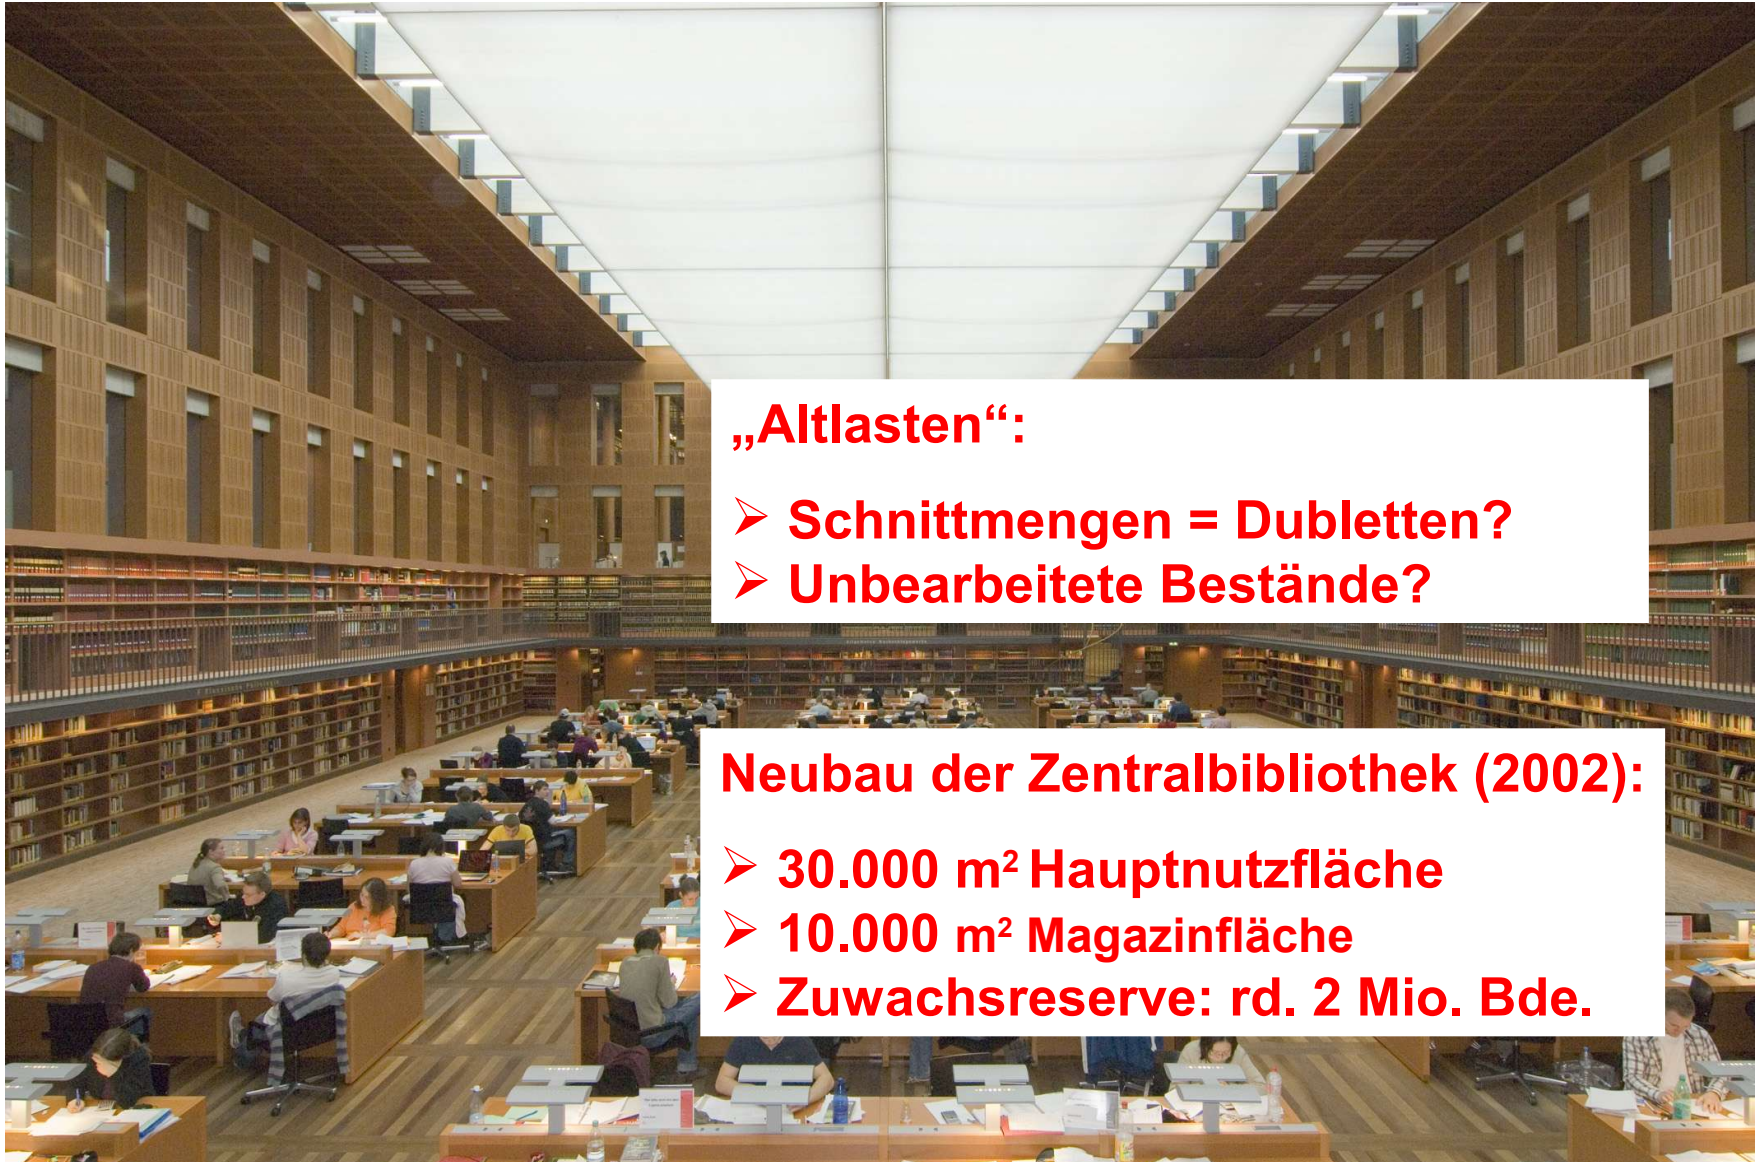 „Altlasten“:
➢ Schnittmengen = Dubletten?
➢ Unbearbeitete Bestände?
Neubau der Zentralbibliothek (2002):
➢ 30.000 m² Hauptnutzfläche
➢ 10.000 m² Magazinfläche
➢ Zuwachsreserve: rd. 2 Mio. Bde.